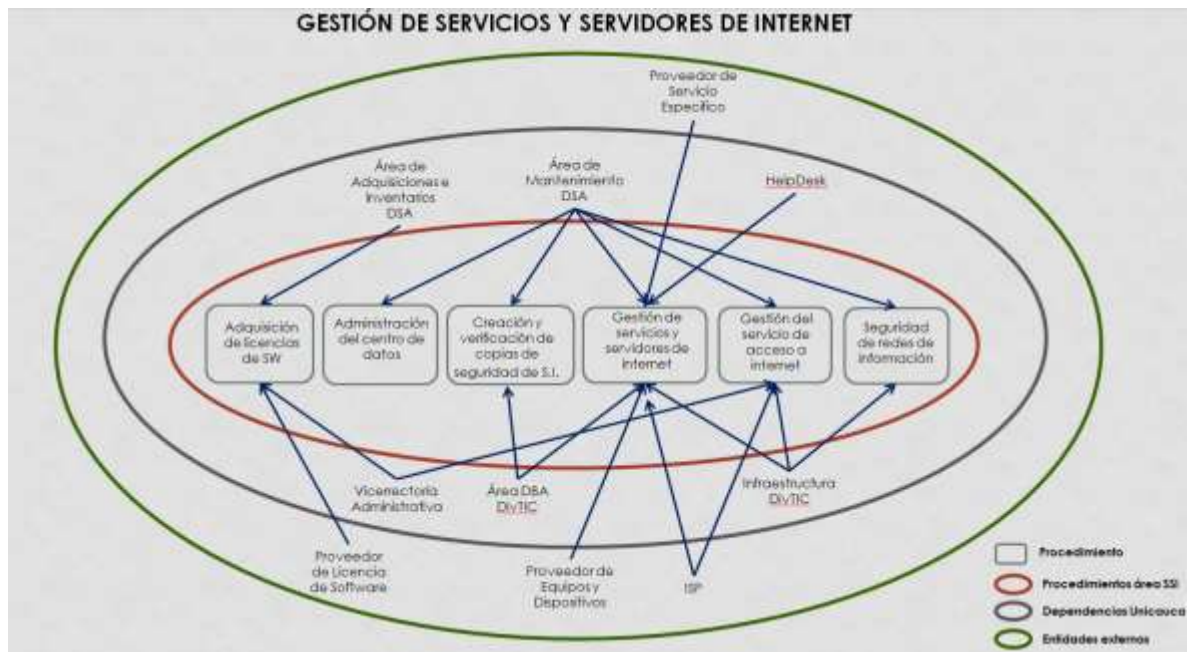 GESTIÓN DE SERVICIOS Y SERVIDORES DE INTERNET
Proveedor de
Servicio
Específico
Área de
Adquisiciones e
Inventarios
DSA
Área de
Mantenimiento
DSA
HelpDesk
Adquisición
de licencias
de SW
Administración
del centro de
datos
Creación y
verificación de
copias de
seguridad de S.I.
Gestión de
servicios y
servidores de
internet
Gestión del
servicio de
acceso a
internet
Seguridad
de redes de
información
Vicerrectoría
Administrativa
Área DBA
DivTIC
Infraestructura
DivTIC
Proveedor
de Licencia
de Software
Proveedor de
Equipos y
Dispositivos
ISP
Procedimiento
Procedimientos área SSI
Dependencias Unicauca
Entidades externas